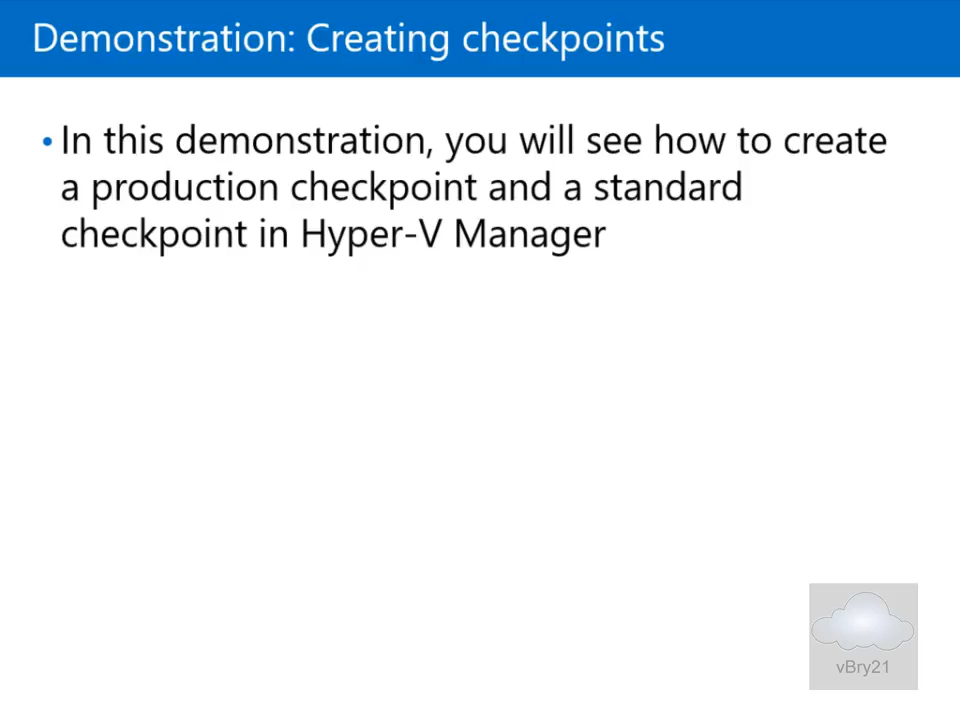 Demonstration: Creating checkpoints
• In this demonstration, you will see how to create
a production checkpoint and a standard
checkpoint in Hyper-V Manager
vBry21